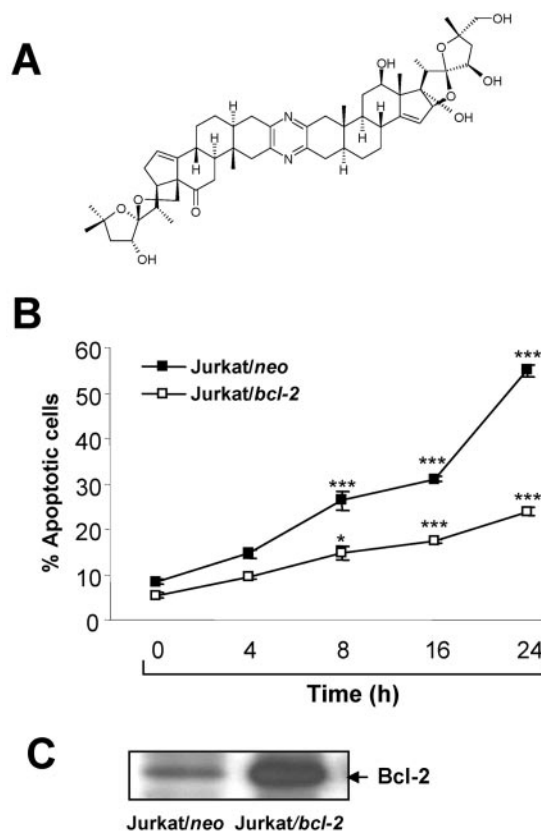 A
OH
O
OH
OH
O
OH
H
H
H
N
N
H
H
H
H
O
O
O
O
OH
B
60
50
40
30
20
10
0
% Apoptotic cells
Jurkat/neo
Jurkat/bcl-2
***
***
***
***
***
*
0 4 8 16 24
Time (h)
C
Bcl-2
Jurkat/neo Jurkat/bcl-2